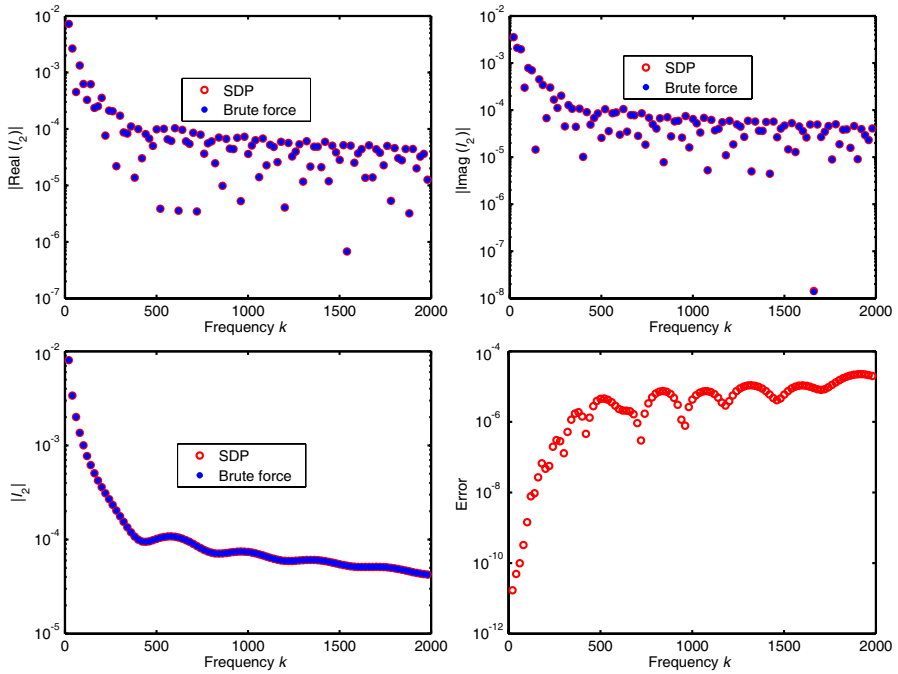 10^-2
10^-3
10^-4
10^-5
10^-6
10^-7
|Real (I_2)|
SDP
Brute force
0 500 1000 1500 2000
Frequency k
10^-2
10^-3
10^-4
10^-5
10^-6
10^-7
10^-8
|Imag (I_2)|
SDP
Brute force
0 500 1000 1500 2000
Frequency k
10^-2
10^-3
10^-4
10^-5
|I_2|
SDP
Brute force
0 500 1000 1500 2000
Frequency k
10^-4
10^-6
10^-8
10^-10
10^-12
Error
0 500 1000 1500 2000
Frequency k